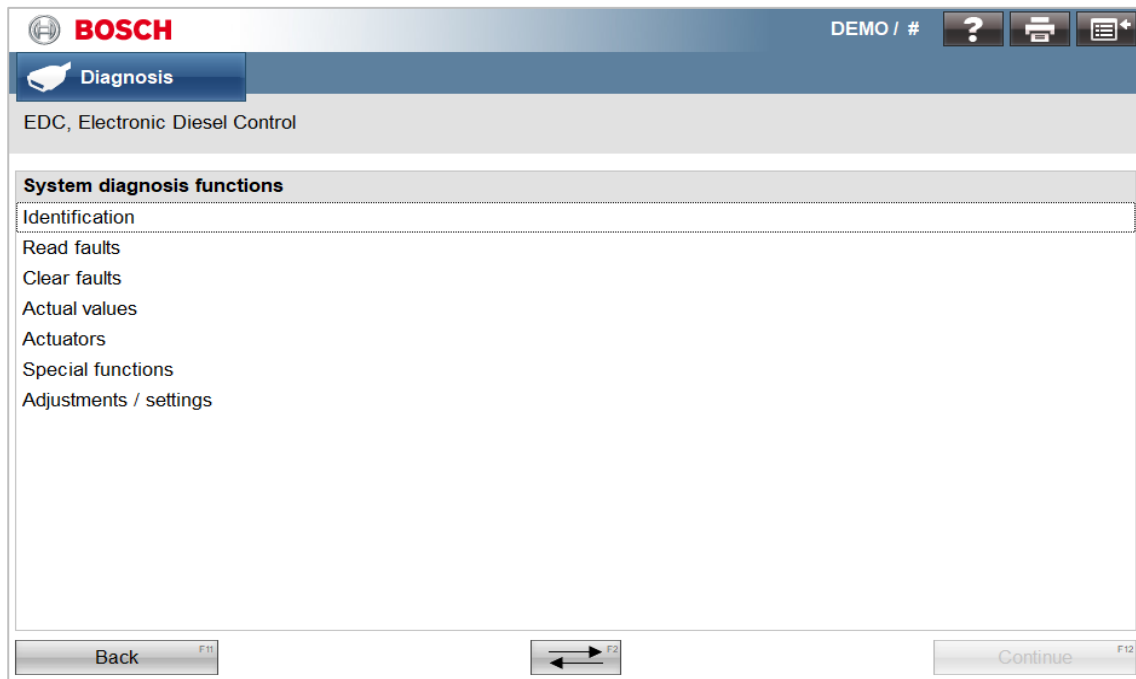 BOSCH
DEMO / #
?
Diagnosis
EDC, Electronic Diesel Control
System diagnosis functions
Identification
Read faults
Clear faults
Actual values
Actuators
Special functions
Adjustments / settings
Back F11
F2
Continue F12